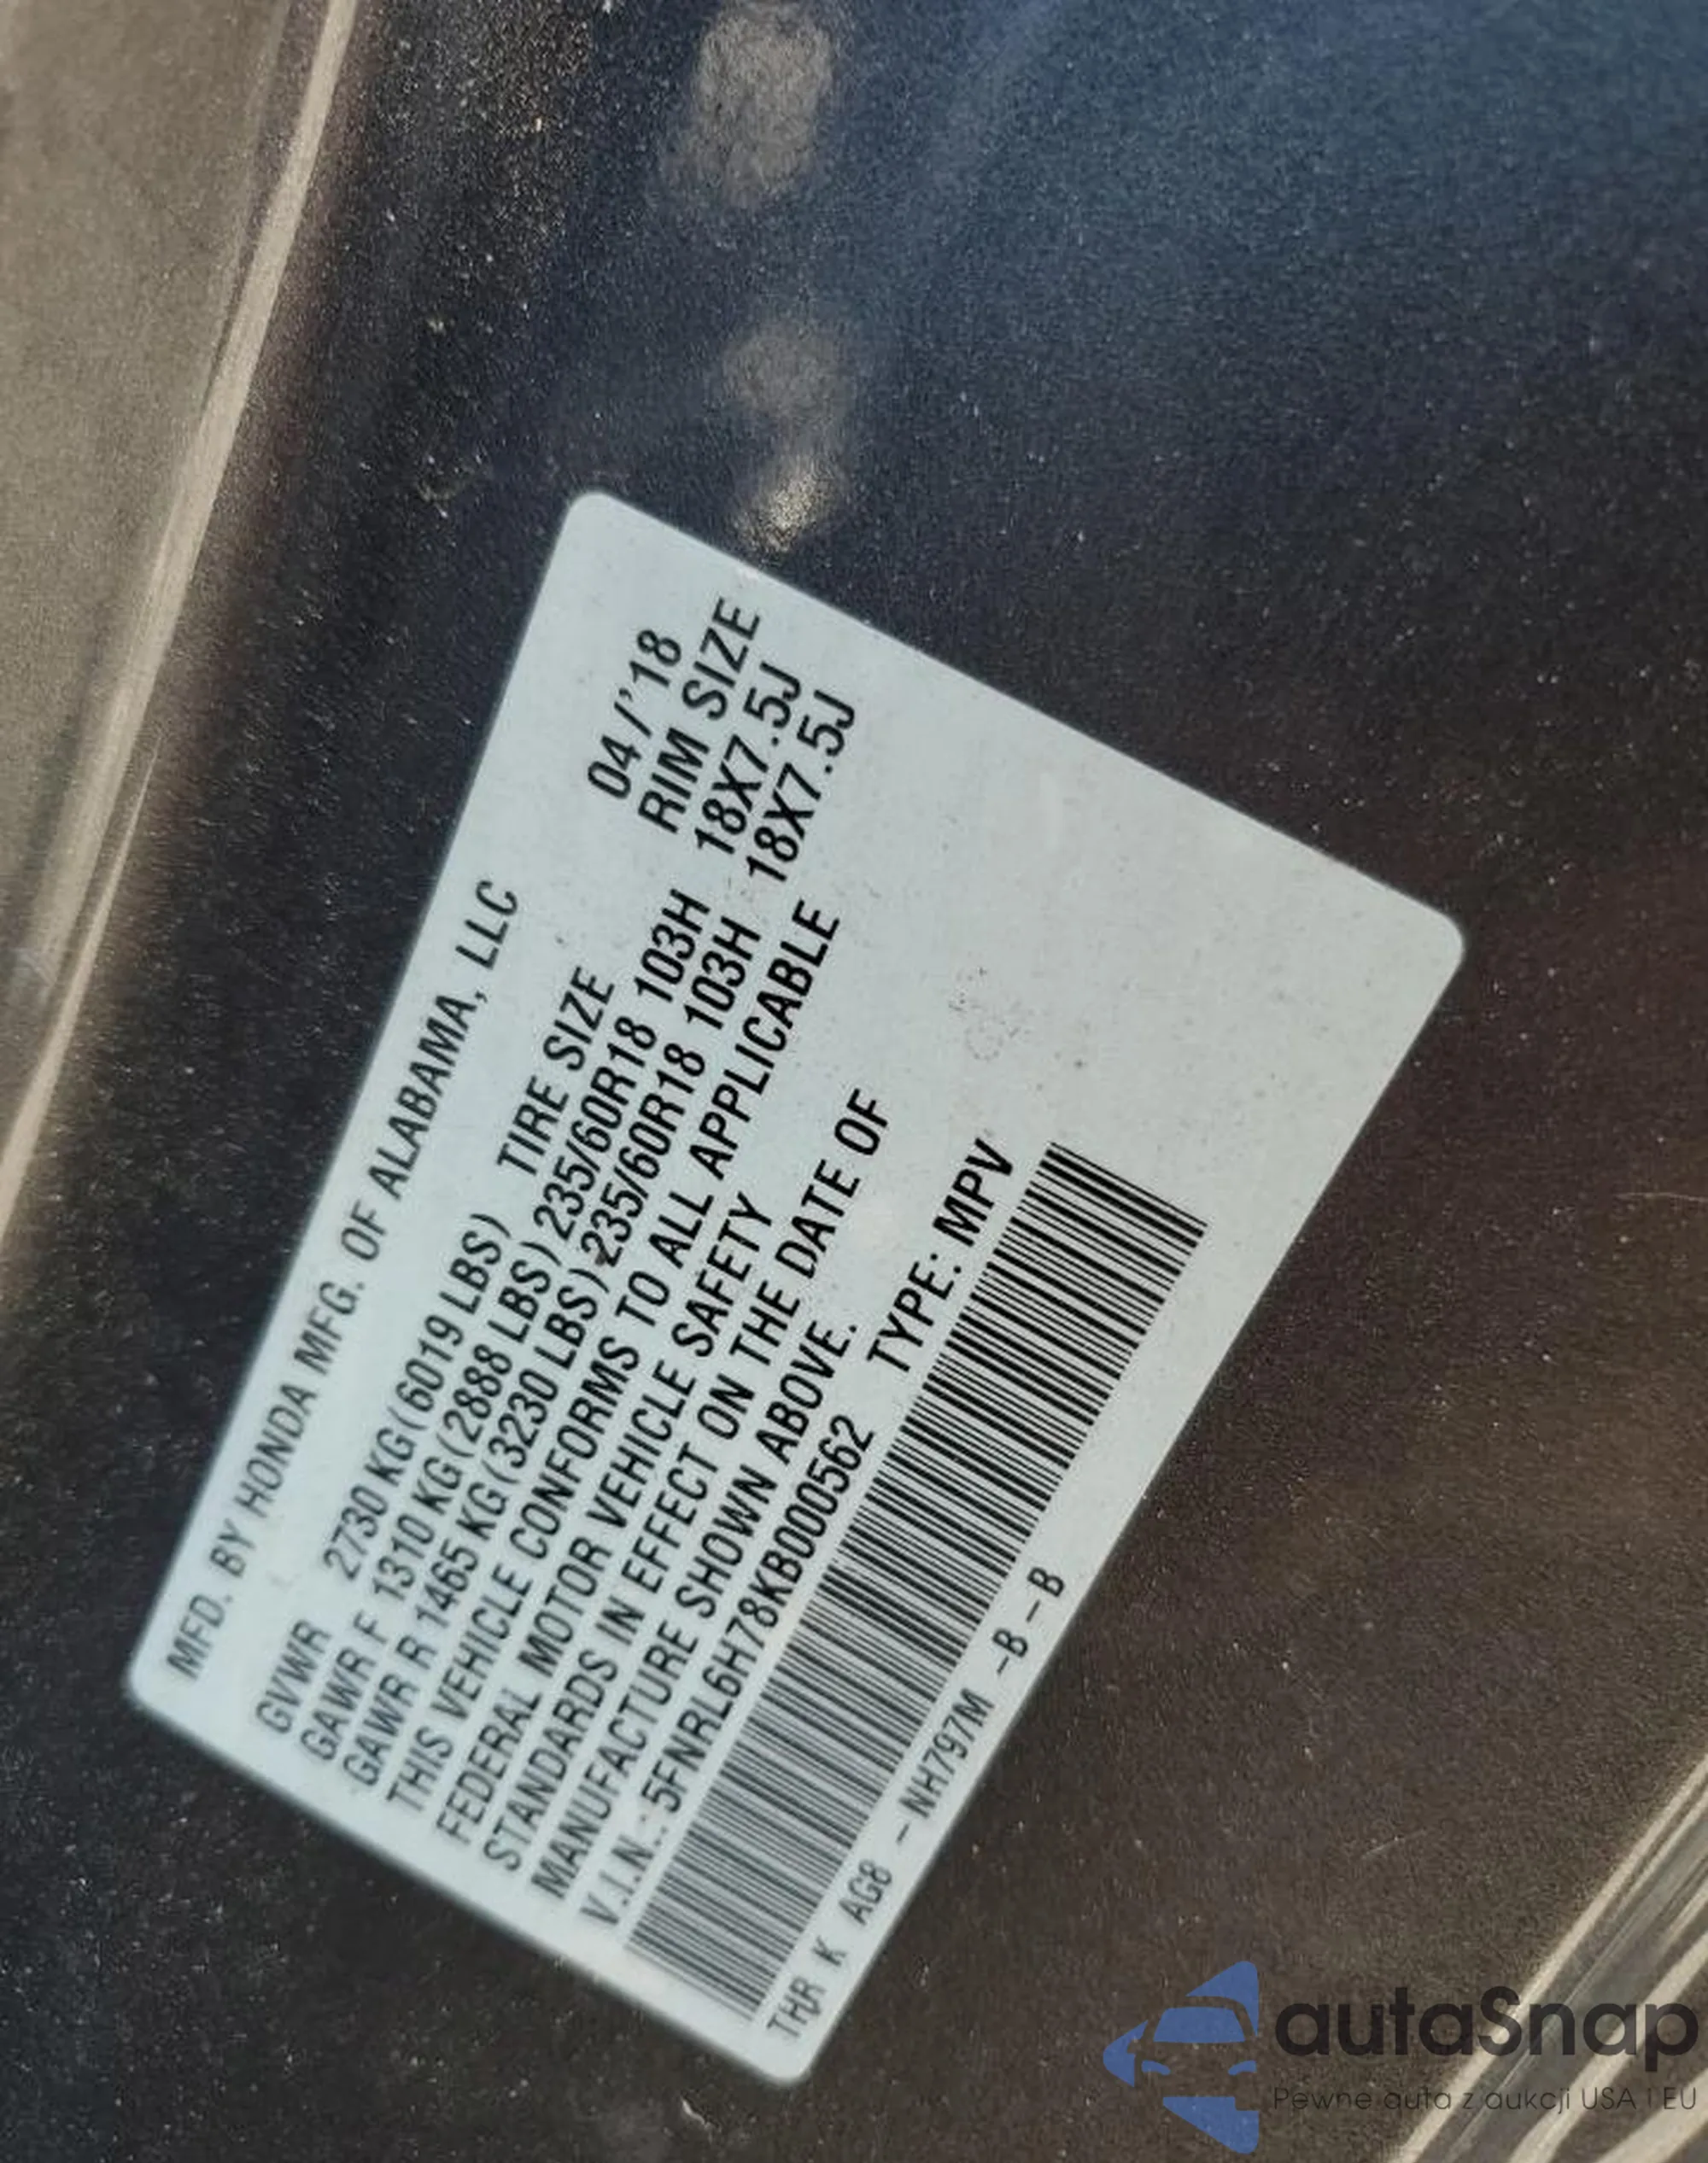 MFD. BY HONDA MFG. OF ALABAMA, LLC 04/'18
GVWR 2730 KG(6019 LBS) TIRE SIZE RIM SIZE
GAWR F 1310 KG(2888 LBS) 235/60R18 103H 18X7.5J
GAWR R 1465 KG(3230 LBS) 235/60R18 103H 18X7.5J
THIS VEHICLE CONFORMS TO ALL APPLICABLE
FEDERAL MOTOR VEHICLE SAFETY
STANDARDS IN EFFECT ON THE DATE OF
MANUFACTURE SHOWN ABOVE.
V.I.N.: 5FNRL6H78KB000562 TYPE: MPV
THR K AG8 -NH797M -B-B
autaSnap
Pewne auta z aukcji USA i EU